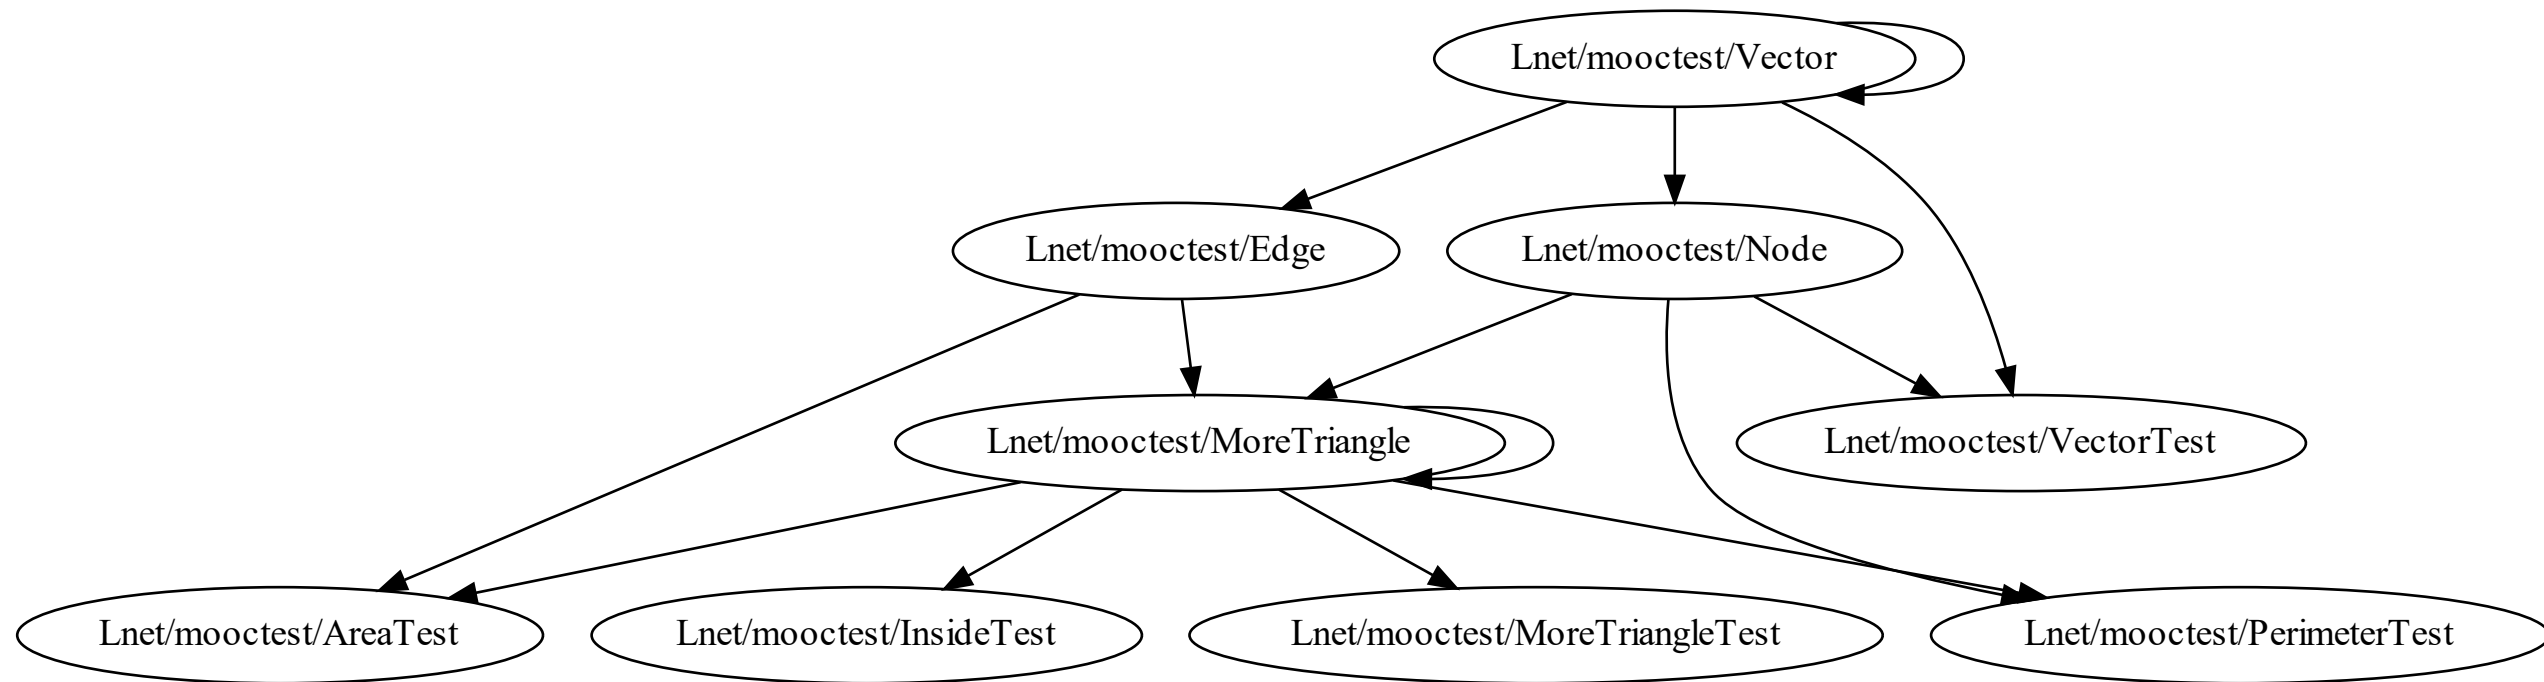 Lnet/mooctest/Vector
Lnet/mooctest/Edge
Lnet/mooctest/Node
Lnet/mooctest/MoreTriangle
Lnet/mooctest/VectorTest
Lnet/mooctest/AreaTest
Lnet/mooctest/InsideTest
Lnet/mooctest/MoreTriangleTest
Lnet/mooctest/PerimeterTest